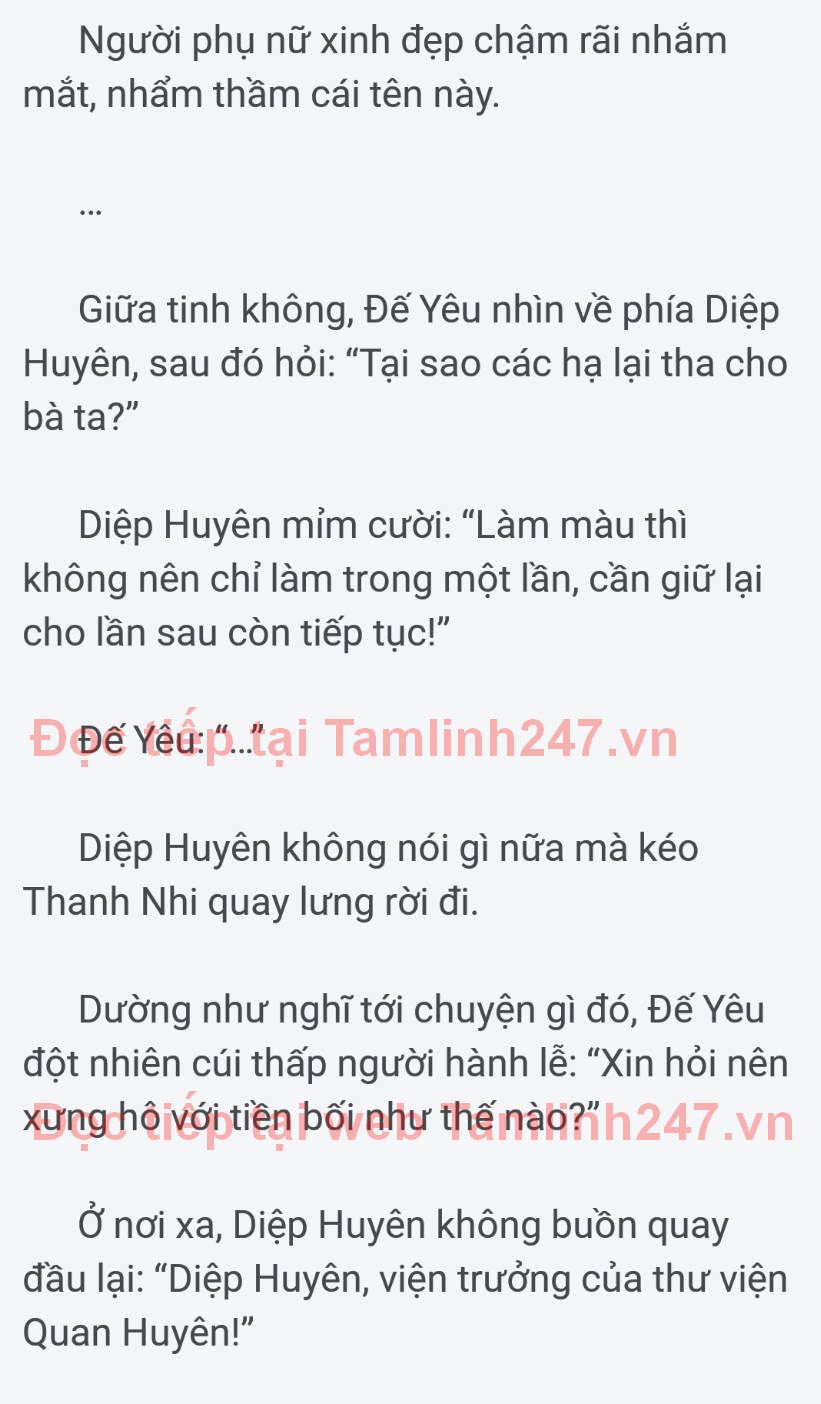 Người phụ nữ xinh đẹp chậm rãi nhắm
mắt, nhẩm thầm cái tên này.
...
Giữa tinh không, Đế Yêu nhìn về phía Diệp
Huyên, sau đó hỏi: “Tại sao các hạ lại tha cho
bà ta?”
Diệp Huyên mỉm cười: “Làm màu thì
không nên chỉ làm trong một lần, cần giữ lại
cho lần sau còn tiếp tục!”
Đế Yêu: “...”
Đọc tiếp tại Tamlinh247.vn
Diệp Huyên không nói gì nữa mà kéo
Thanh Nhi quay lưng rời đi.
Dường như nghĩ tới chuyện gì đó, Đế Yêu
đột nhiên cúi thấp người hành lễ: “Xin hỏi nên
xưng hô với tiền bối như thế nào?”
Đọc tiếp tại web Tamlinh247.vn
Ở nơi xa, Diệp Huyên không buồn quay
đầu lại: “Diệp Huyên, viện trưởng của thư viện
Quan Huyên!”